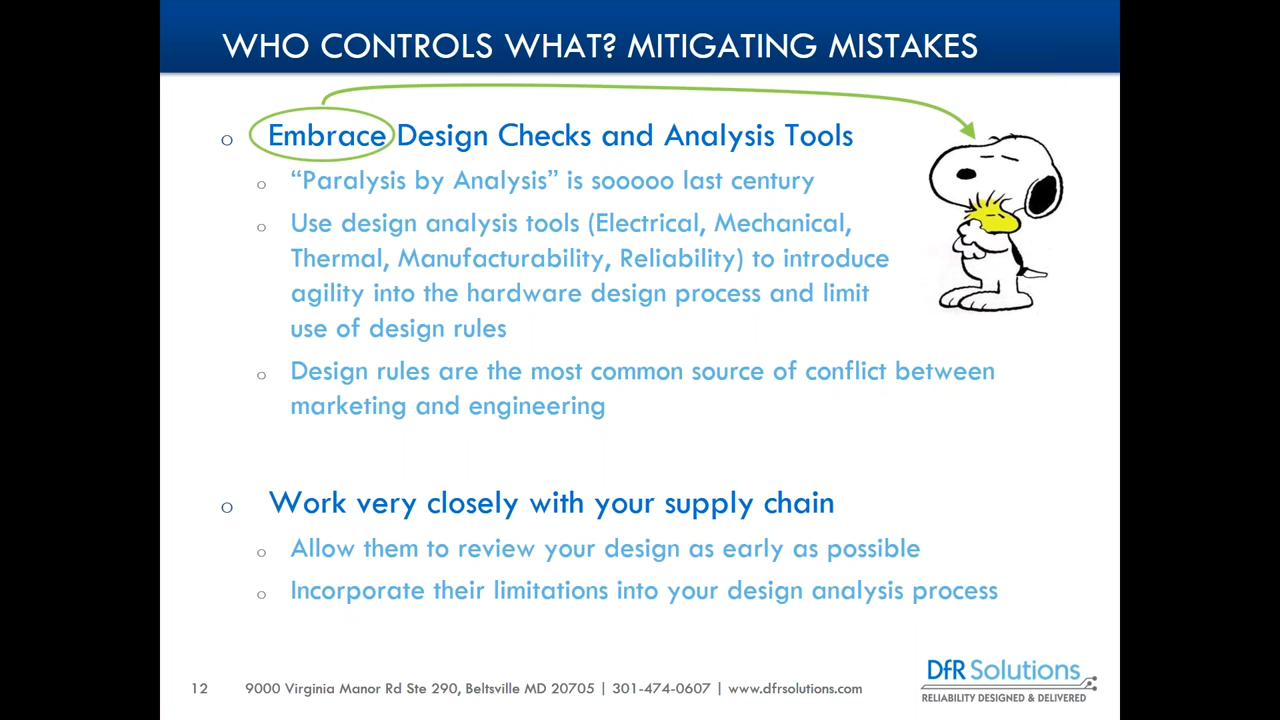 WHO CONTROLS WHAT? MITIGATING MISTAKES
o Embrace Design Checks and Analysis Tools
o “Paralysis by Analysis” is sooooo last century
o Use design analysis tools (Electrical, Mechanical,
Thermal, Manufacturability, Reliability) to introduce
agility into the hardware design process and limit
use of design rules
o Design rules are the most common source of conflict between
marketing and engineering
o Work very closely with your supply chain
o Allow them to review your design as early as possible
o Incorporate their limitations into your design analysis process
12 9000 Virginia Manor Rd Ste 290, Beltsville MD 20705 | 301-474-0607 | www.dfrsolutions.com
DfR Solutions
RELIABILITY DESIGNED & DELIVERED